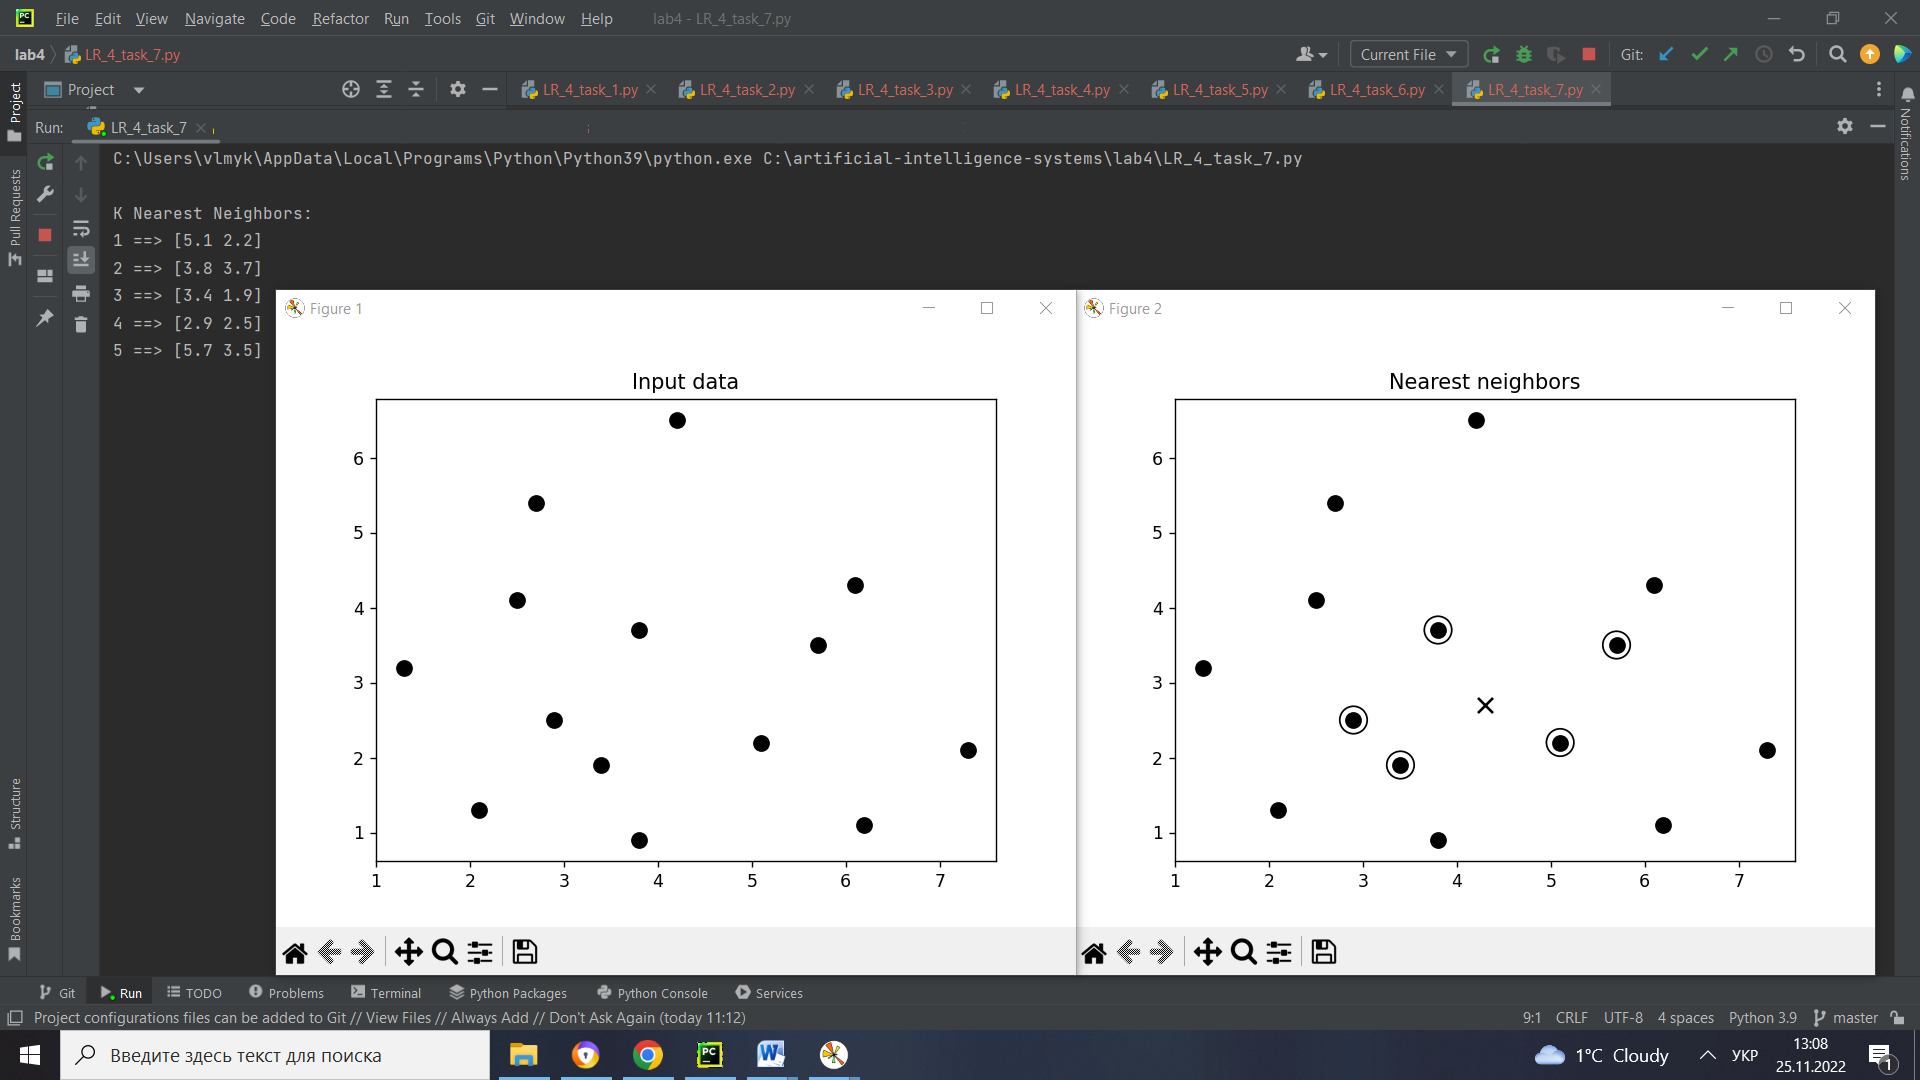 File Edit View Navigate Code Refactor Run Tools Git Window Help lab4 - LR_4_task_7.py
lab4 LR_4_task_7.py Current File Git:
Project LR_4_task_1.py LR_4_task_2.py LR_4_task_3.py LR_4_task_4.py LR_4_task_5.py LR_4_task_6.py LR_4_task_7.py
Run: LR_4_task_7
C:\Users\vlmyk\AppData\Local\Programs\Python\Python39\python.exe C:\artificial-intelligence-systems\lab4\LR_4_task_7.py
K Nearest Neighbors:
1 ==> [5.1 2.2]
2 ==> [3.8 3.7]
3 ==> [3.4 1.9]
4 ==> [2.9 2.5]
5 ==> [5.7 3.5]
Project
Pull Requests
Structure
Bookmarks
Notifications
Figure 1
Input data
6
5
4
3
2
1
1 2 3 4 5 6 7
Figure 2
Nearest neighbors
6
5
4
3
2
1
1 2 3 4 5 6 7
Git Run TODO Problems Terminal Python Packages Python Console Services
Project configurations files can be added to Git // View Files // Always Add // Don't Ask Again (today 11:12) 9:1 CRLF UTF-8 4 spaces Python 3.9 master
Введите здесь текст для поиска
PC
1°C Cloudy УКР
13:08
25.11.2022
1